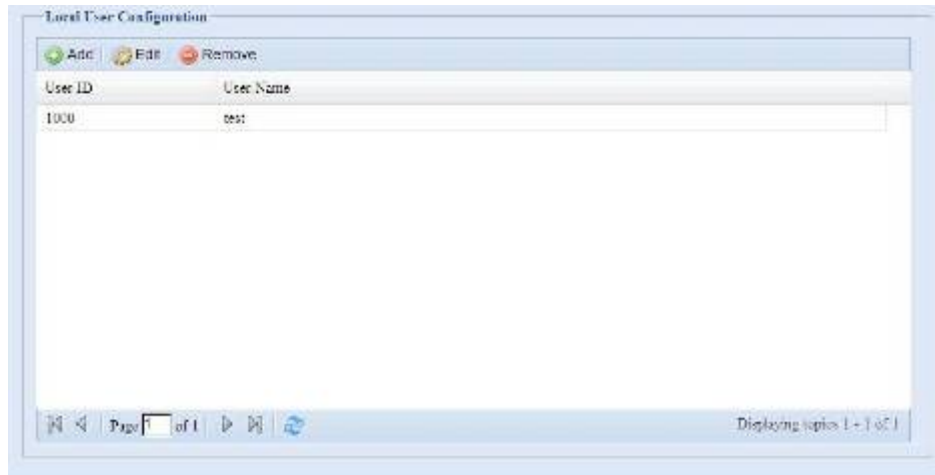 Local User Configuration
Add Edit Remove
User ID User Name
1000 test
Page 1 of 1 Displaying topics 1 - 1 of 1